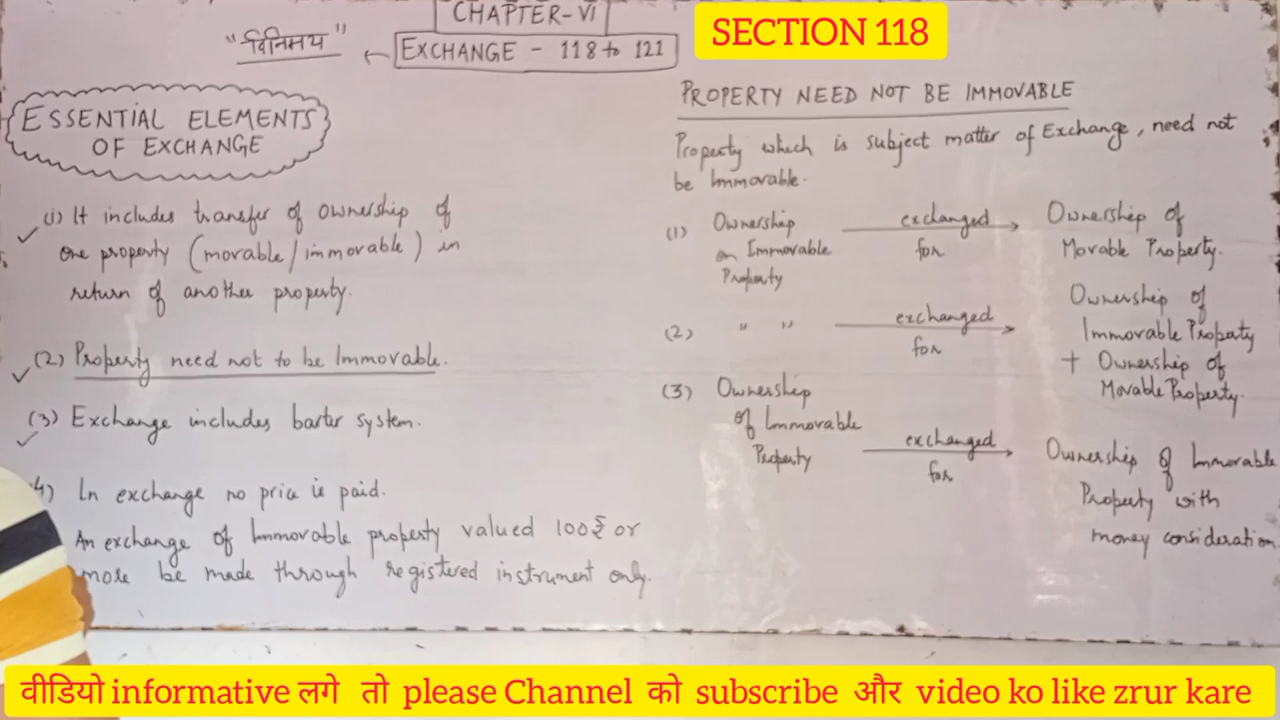 CHAPTER-VI
"विनिमय" ← EXCHANGE - 118 to 121
SECTION 118
ESSENTIAL ELEMENTS
OF EXCHANGE
(1) It includes transfer of ownership of
one property (movable/immovable) in
return of another property.
(2) Property need not to be Immovable.
(3) Exchange includes barter system.
4) In exchange no price is paid.
An exchange of Immovable property valued 100₹ or
more be made through registered instrument only.
PROPERTY NEED NOT BE IMMOVABLE
Property which is subject matter of Exchange, need not
be Immovable.
(1) Ownership exchanged Ownership of
on Immovable for Movable Property.
Property
(2) " " exchanged Ownership of
for Immovable Propaty
+ Ownership of
Movable Property.
(3) Ownership
of Immovable exchanged Ownership of Immovable
Property for Property with
money consideration
वीडियो informative लगे तो please Channel को subscribe और video ko like zrur kare